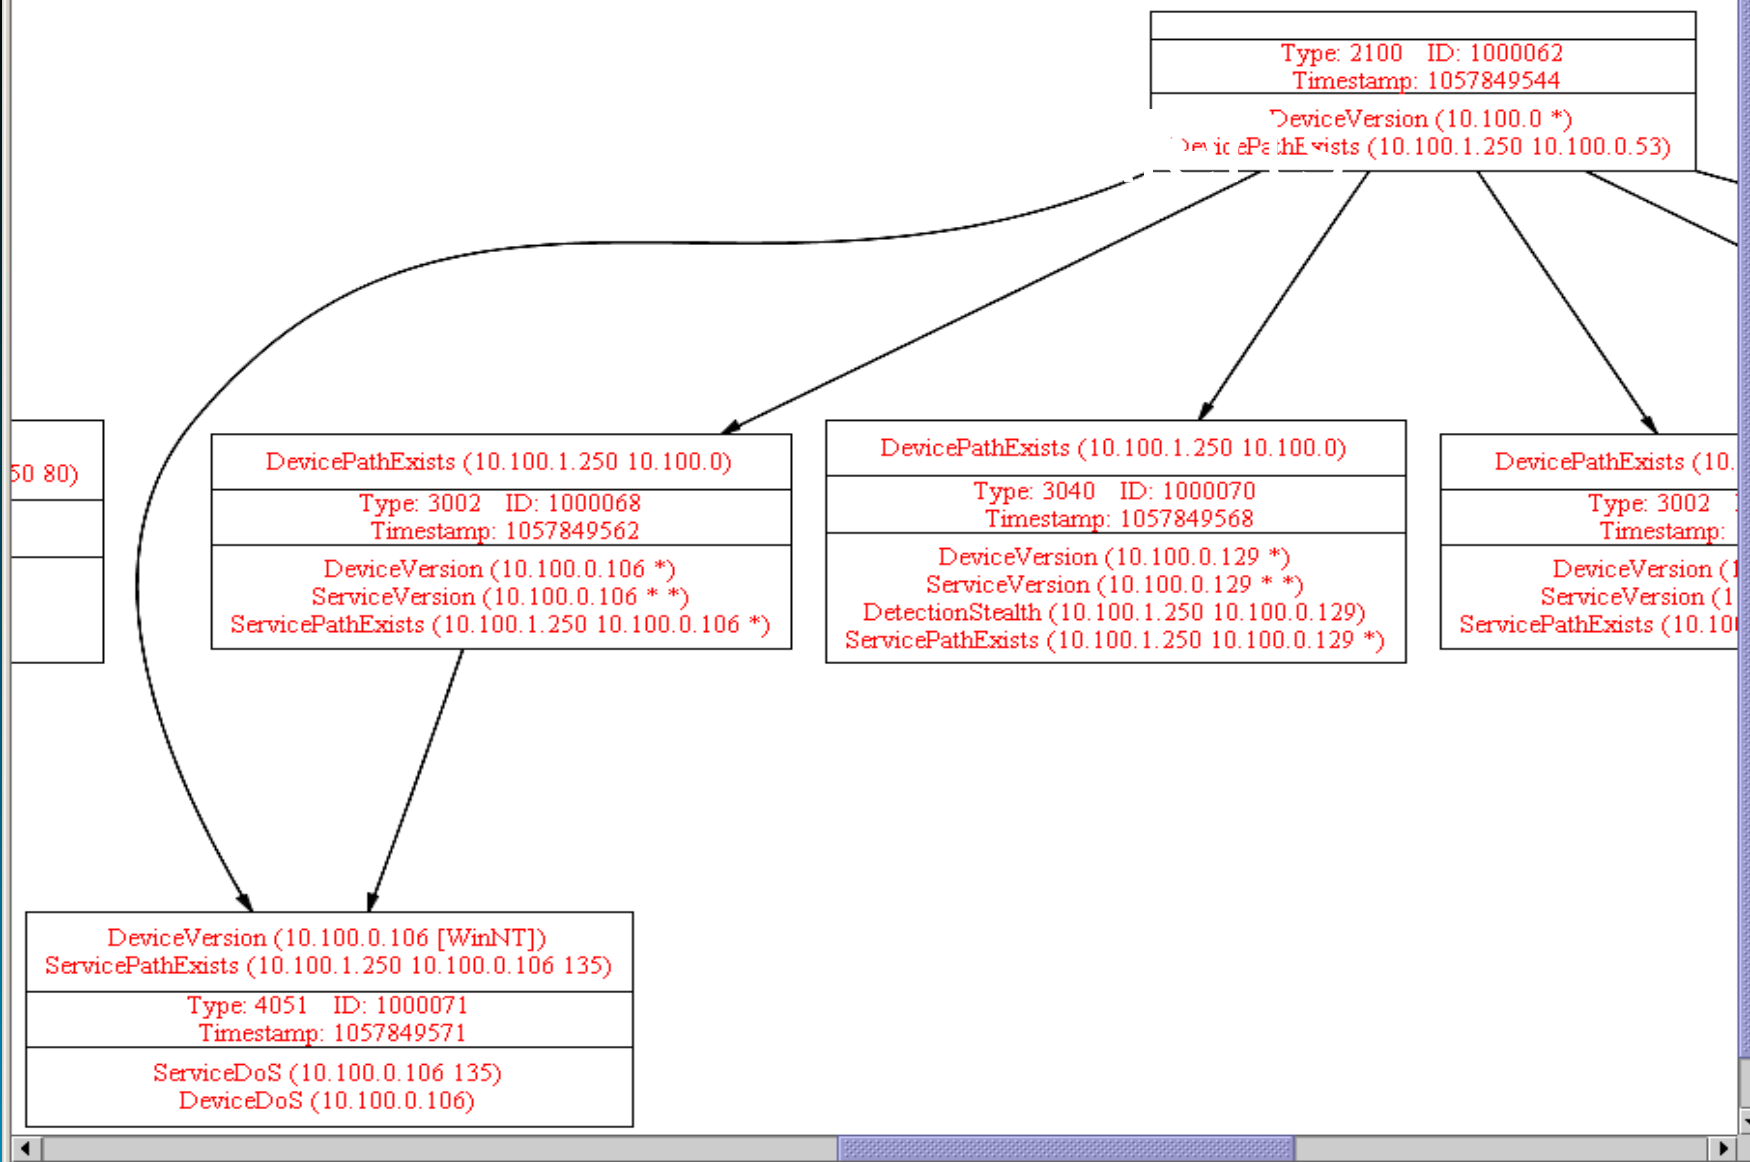 Type: 2100 ID: 1000062
Timestamp: 1057849544
DeviceVersion (10.100.0 *)
DevicePathExists (10.100.1.250 10.100.0.53)
50 80)
DevicePathExists (10.100.1.250 10.100.0)
Type: 3002 ID: 1000068
Timestamp: 1057849562
DeviceVersion (10.100.0.106 *)
ServiceVersion (10.100.0.106 * *)
ServicePathExists (10.100.1.250 10.100.0.106 *)
DevicePathExists (10.100.1.250 10.100.0)
Type: 3040 ID: 1000070
Timestamp: 1057849568
DeviceVersion (10.100.0.129 *)
ServiceVersion (10.100.0.129 * *)
DetectionStealth (10.100.1.250 10.100.0.129)
ServicePathExists (10.100.1.250 10.100.0.129 *)
DevicePathExists (10.
Type: 3002
Timestamp:
DeviceVersion (1
ServiceVersion (1
ServicePathExists (10.100
DeviceVersion (10.100.0.106 [WinNT])
ServicePathExists (10.100.1.250 10.100.0.106 135)
Type: 4051 ID: 1000071
Timestamp: 1057849571
ServiceDoS (10.100.0.106 135)
DeviceDoS (10.100.0.106)